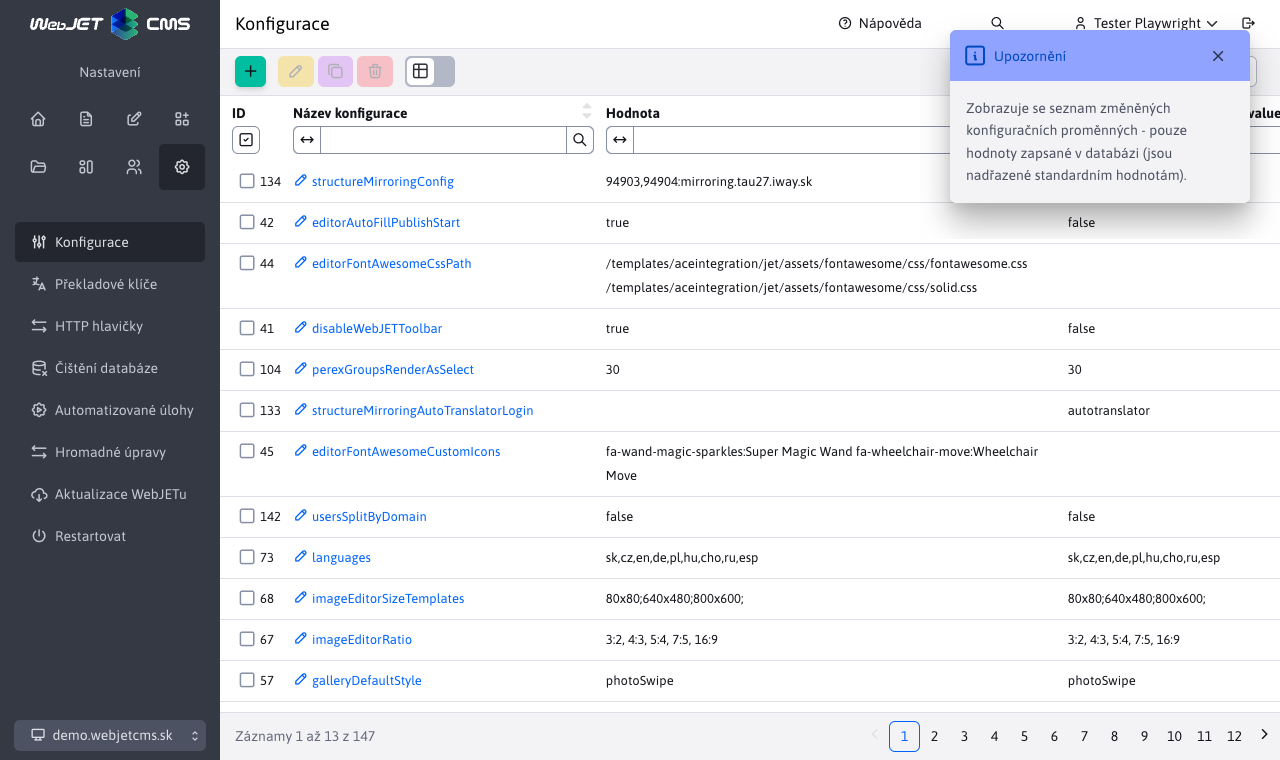 WebJET CMS
Nastavení
Konfigurace
Překladové klíče
HTTP hlavičky
Čištění databáze
Automatizované úlohy
Hromadné úpravy
Aktualizace WebJETu
Restartovat
demo.webjetcms.sk
Konfigurace
Nápověda
Tester Playwright
Upozornění
Zobrazuje se seznam změněných
konfiguračních proměnných - pouze
hodnoty zapsané v databázi (jsou
nadřazené standardním hodnotám).
ID Název konfigurace Hodnota
134 structureMirroringConfig 94903,94904:mirroring.tau27.iway.sk
42 editorAutoFillPublishStart true false
44 editorFontAwesomeCssPath /templates/aceintegration/jet/assets/fontawesome/css/fontawesome.css
/templates/aceintegration/jet/assets/fontawesome/css/solid.css
41 disableWebJETToolbar true false
104 perexGroupsRenderAsSelect 30 30
133 structureMirroringAutoTranslatorLogin autotranslator
45 editorFontAwesomeCustomIcons fa-wand-magic-sparkles:Super Magic Wand fa-wheelchair-move:Wheelchair
Move
142 usersSplitByDomain false false
73 languages sk,cz,en,de,pl,hu,cho,ru,esp sk,cz,en,de,pl,hu,cho,ru,esp
68 imageEditorSizeTemplates 80x80;640x480;800x600; 80x80;640x480;800x600;
67 imageEditorRatio 3:2, 4:3, 5:4, 7:5, 16:9 3:2, 4:3, 5:4, 7:5, 16:9
57 galleryDefaultStyle photoSwipe photoSwipe
Záznamy 1 až 13 z 147
1 2 3 4 5 6 7 8 9 10 11 12